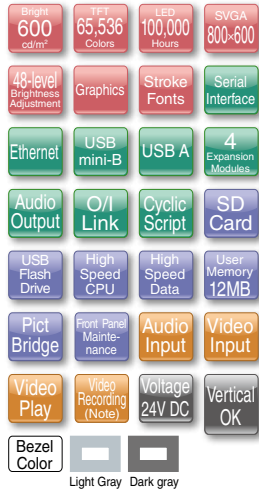 Bright
600
cd/m²
TFT
65,536
Colors
LED
100,000
Hours
SVGA
800×600
48-level
Brightness
Adjustment
Graphics
Stroke
Fonts
Serial
Interface
Ethernet
USB
mini-B
USB A
4
Expansion
Modules
Audio
Output
O/I
Link
Cyclic
Script
SD
Card
USB
Flash
Drive
High
Speed
CPU
High
Speed
Data
User
Memory
12MB
Pict
Bridge
Front Panel
Mainte-
nance
Audio
Input
Video
Input
Video
Play
Video
Recording
(Note)
Voltage
24V DC
Vertical
OK
Bezel
Color
Light Gray
Dark gray